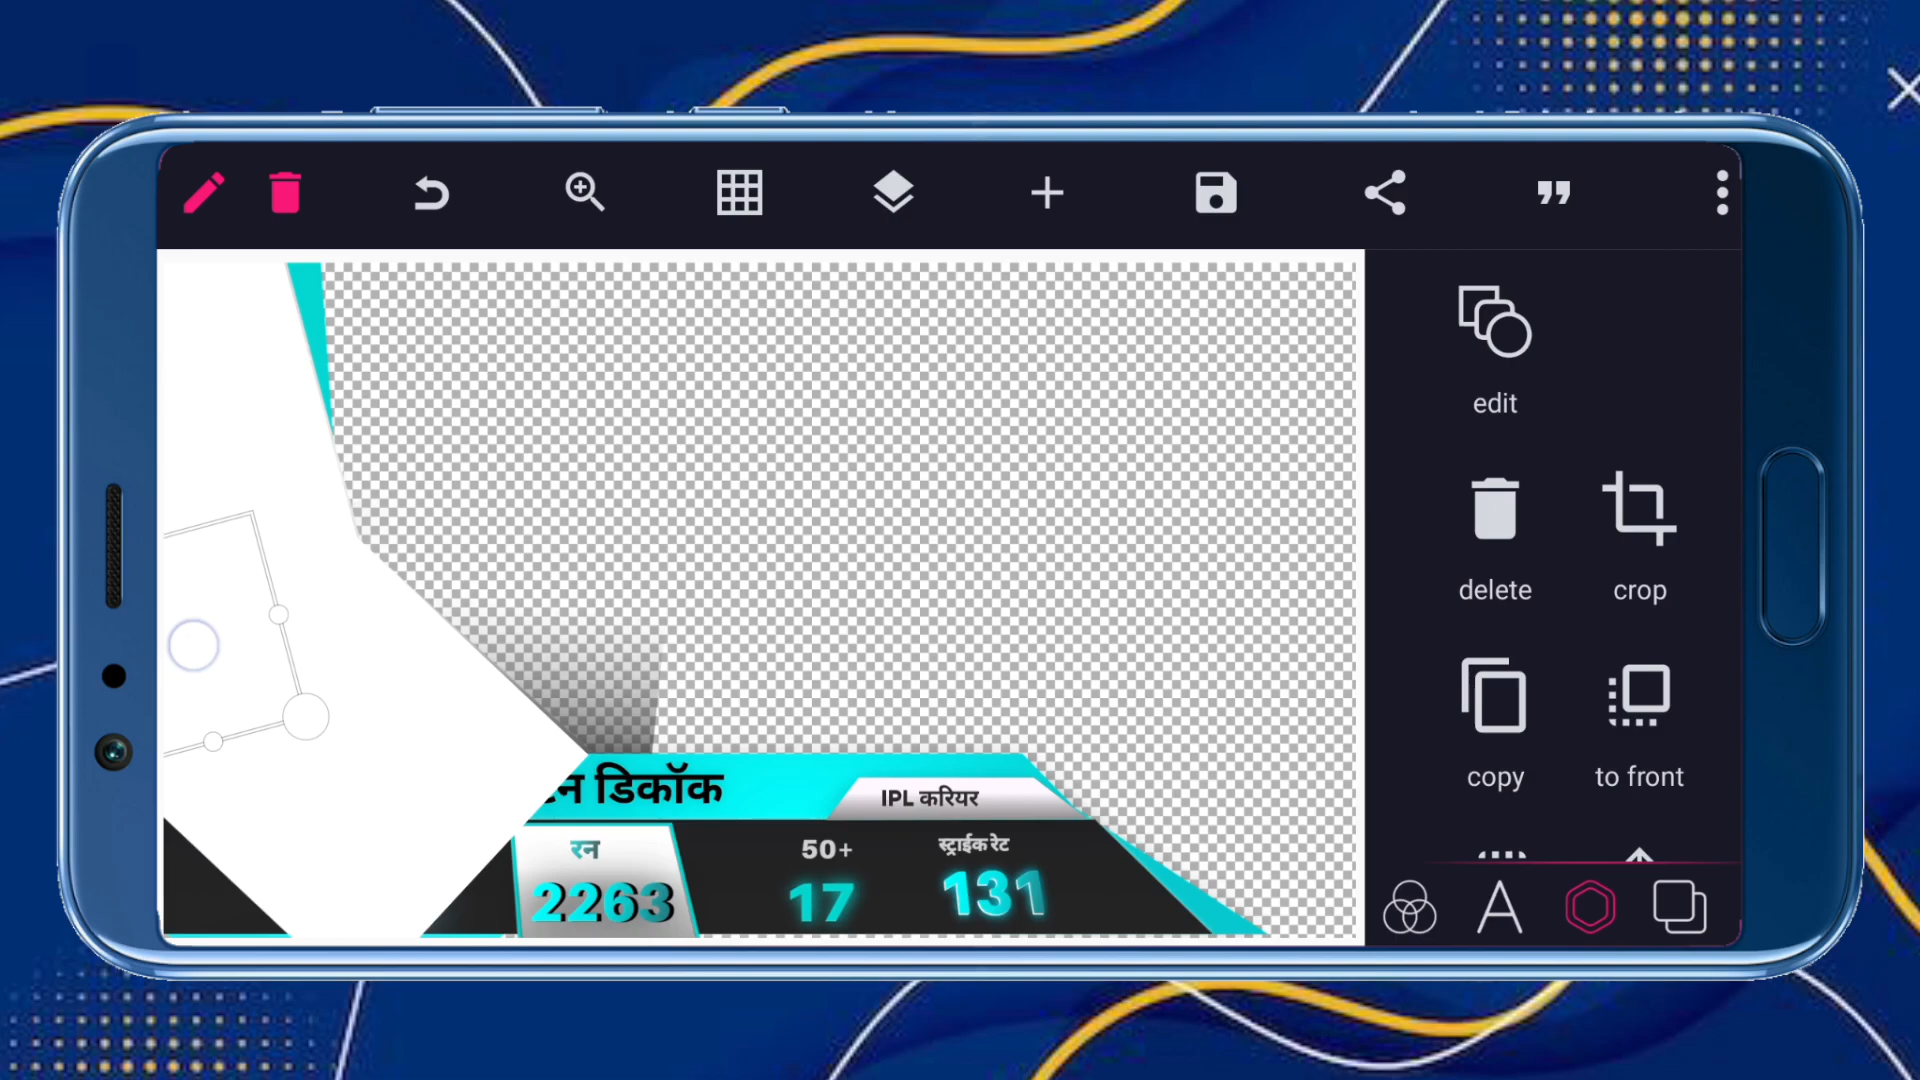 edit
delete
crop
copy
to front
डिकॉक
IPL करियर
रन
50+
स्ट्राईक रेट
2263
17
131